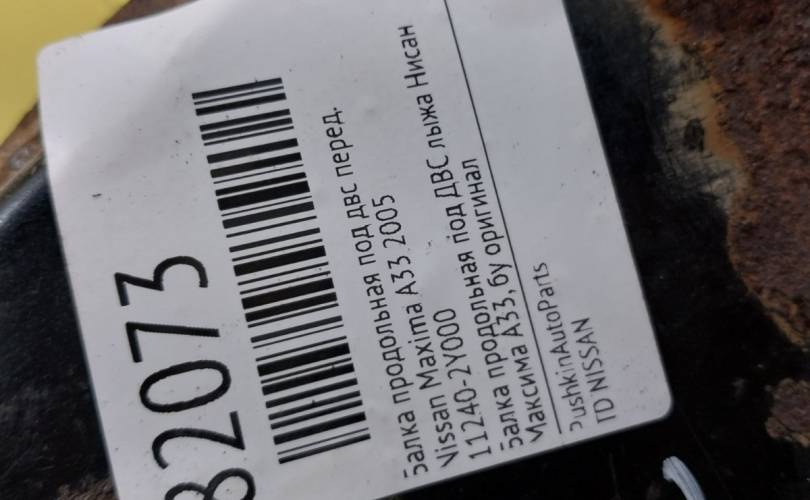 82073
Балка продольная под ДВС перед.
Nissan Maxima A33 2005
11240-2Y000
Балка продольная под ДВС лыжа Нисан
Максима А33, бу оригинал
PushkinAutoParts
TD NISSAN